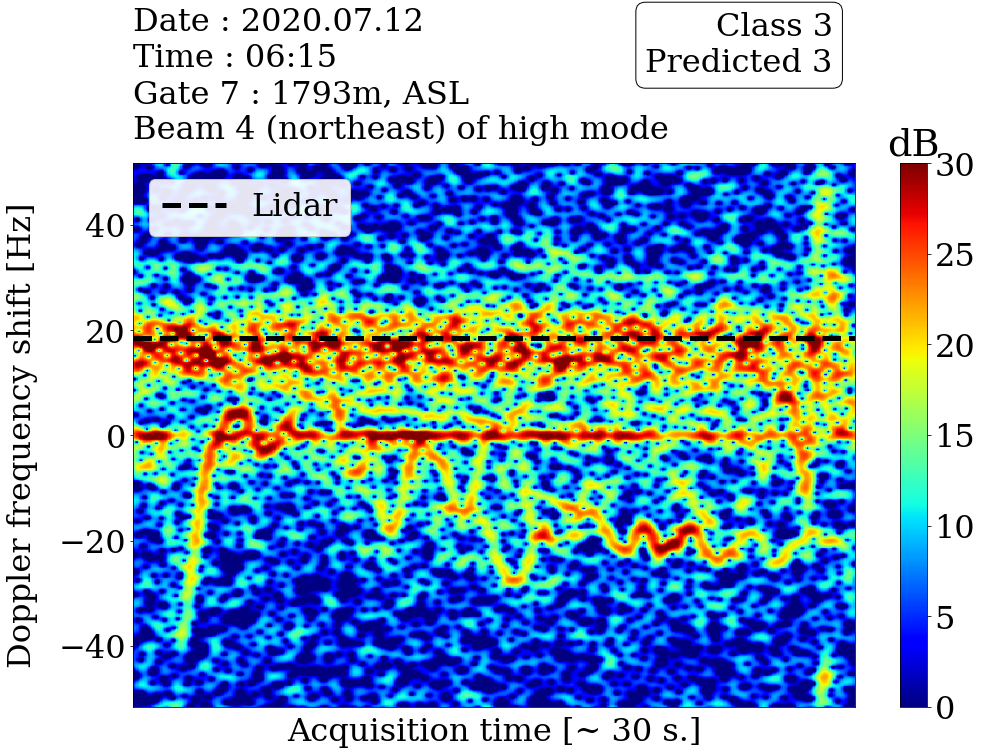 Date : 2020.07.12
Time : 06:15
Gate 7 : 1793m, ASL
Beam 4 (northeast) of high mode
Class 3
Predicted 3
dB
Lidar
Doppler frequency shift [Hz]
40
20
0
−20
−40
30
25
20
15
10
5
0
Acquisition time [~ 30 s.]